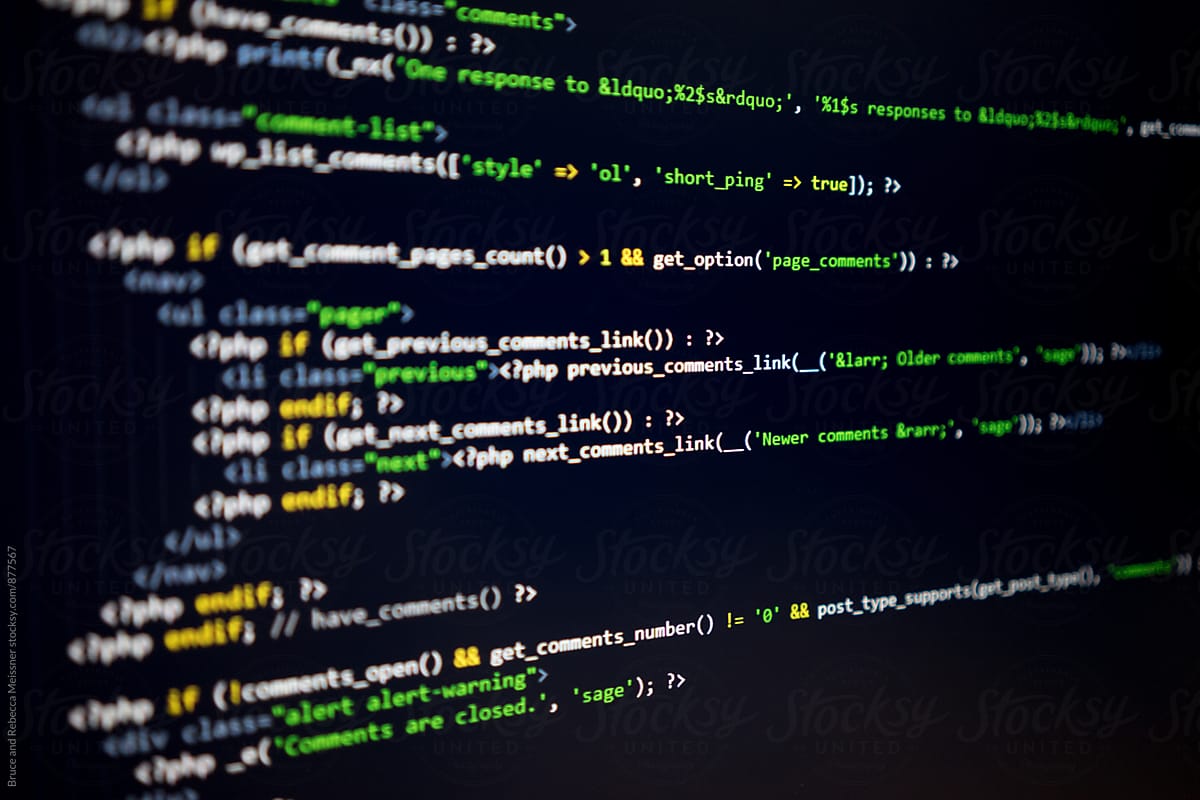 class="comments">
<?php if (have_comments()) : ?>
<h2><?php printf(_nx('One response to &ldquo;%2$s&rdquo;', '%1$s responses to &ldquo;%2$s&rdquo;',
<ol class="comment-list">
<?php wp_list_comments(['style' => 'ol', 'short_ping' => true]); ?>
</ol>
<?php if (get_comment_pages_count() > 1 && get_option('page_comments')) : ?>
<nav>
<ul class="pager">
<?php if (get_previous_comments_link()) : ?>
<li class="previous"><?php previous_comments_link(__('&larr; Older comments', 'sage')); ?></li>
<?php endif; ?>
<?php if (get_next_comments_link()) : ?>
<li class="next"><?php next_comments_link(__('Newer comments &rarr;', 'sage')); ?></li>
<?php endif; ?>
</ul>
</nav>
<?php endif; ?>
<?php endif; // have_comments() ?>
<?php if (!comments_open() && get_comments_number() != '0' && post_type_supports(get_post_type(), 'comments'))
<div class="alert alert-warning">
<?php _e('Comments are closed.', 'sage'); ?>
Bruce and Rebecca Meissner stocksy.com/877567
Stocksy
UNITED